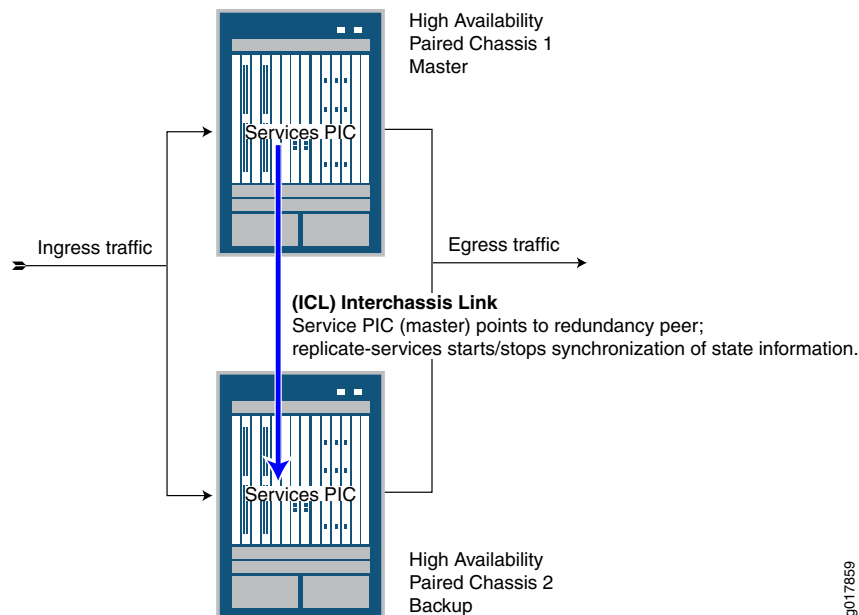 High Availability
Paired Chassis 1
Master
Services PIC
Ingress traffic
Egress traffic
(ICL) Interchassis Link
Service PIC (master) points to redundancy peer;
replicate-services starts/stops synchronization of state information.
Services PIC
High Availability
Paired Chassis 2
Backup
g017859